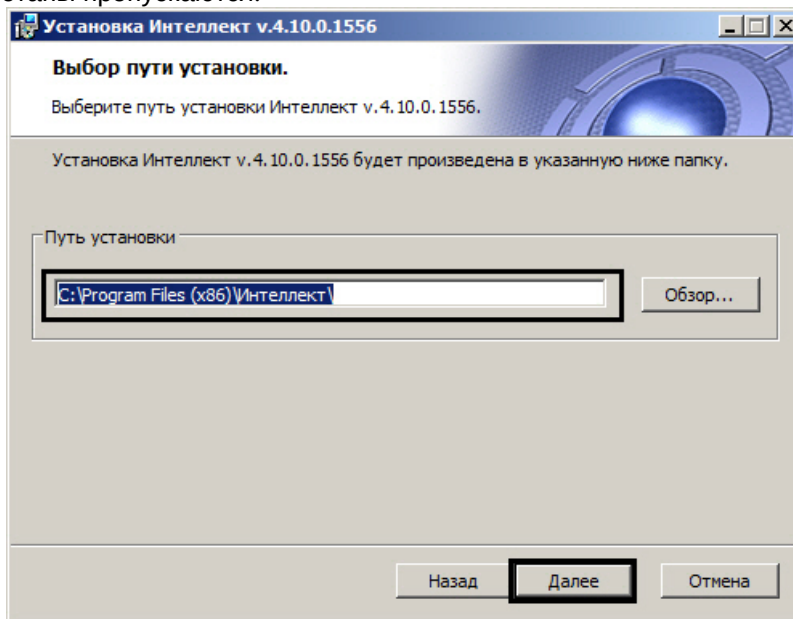 пропускаются.
Установка Интеллект v.4.10.0.1556
Выбор пути установки.
Выберите путь установки Интеллект v.4.10.0.1556.
Установка Интеллект v.4.10.0.1556 будет произведена в указанную ниже папку.
Путь установки
C:\Program Files (x86)\Интеллект\
Обзор...
Назад Далее Отмена